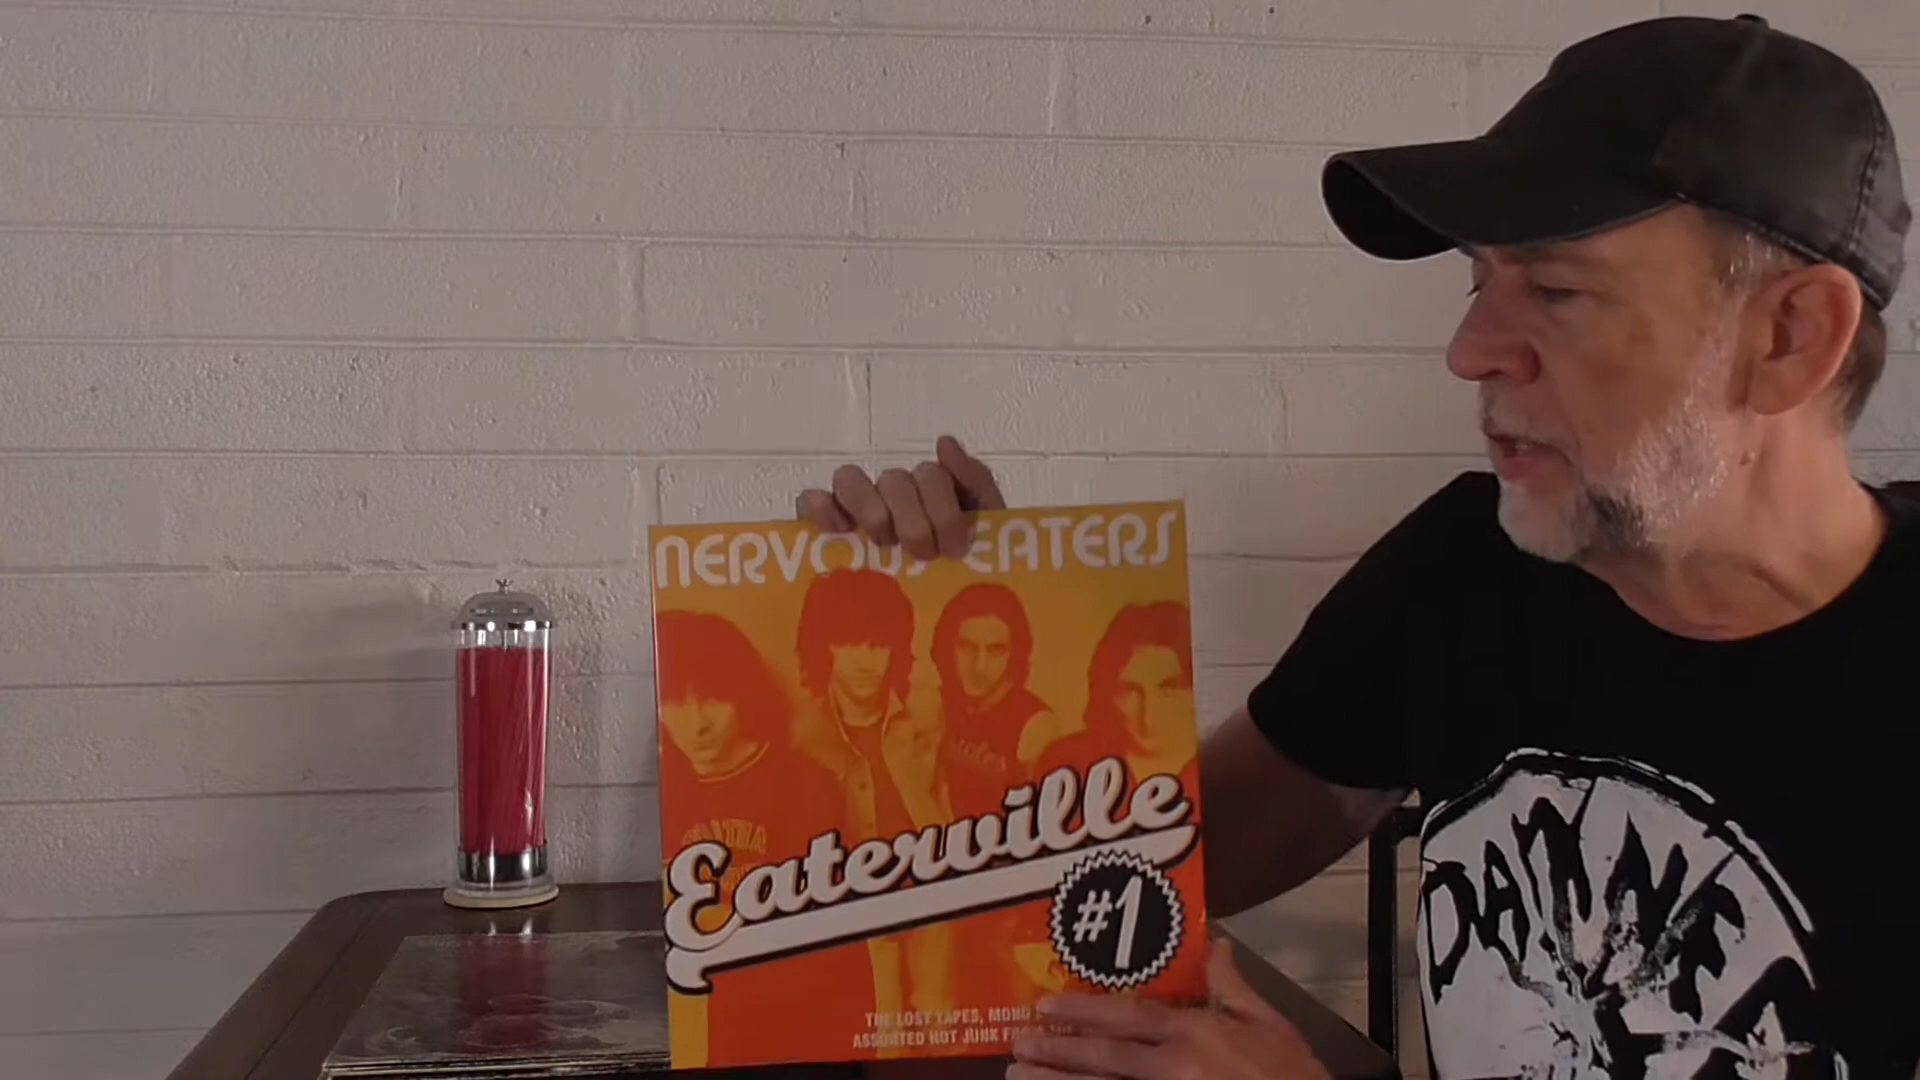 NERVOUS EATERS
Eaterville
#1
THE LOST TAPES, MONO
ASSORTED HOT JUNK FROM